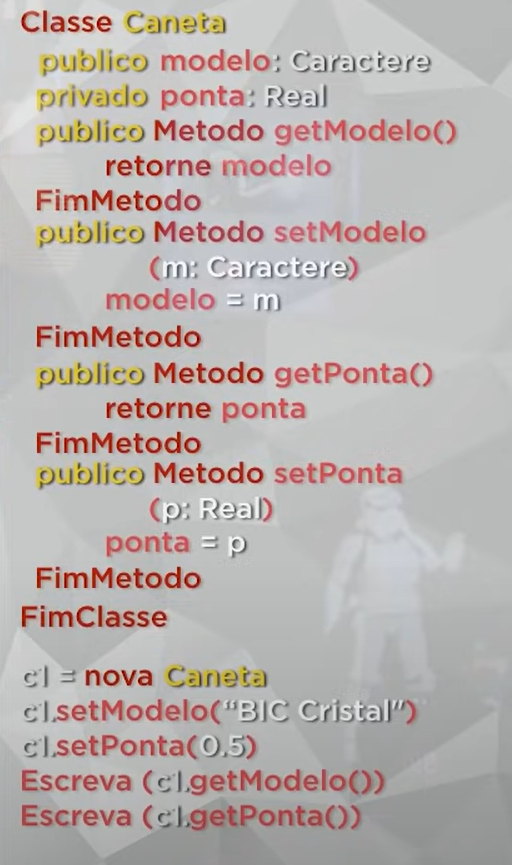 Classe Caneta
publico modelo: Caractere
privado ponta: Real
publico Metodo getModelo()
retorne modelo
FimMetodo
publico Metodo setModelo
(m: Caractere)
modelo = m
FimMetodo
publico Metodo getPonta()
retorne ponta
FimMetodo
publico Metodo setPonta
(p: Real)
ponta = p
FimMetodo
FimClasse
c1 = nova Caneta
c1.setModelo(“BIC Cristal")
c1.setPonta(0.5)
Escreva (c1.getModelo())
Escreva (c1.getPonta())